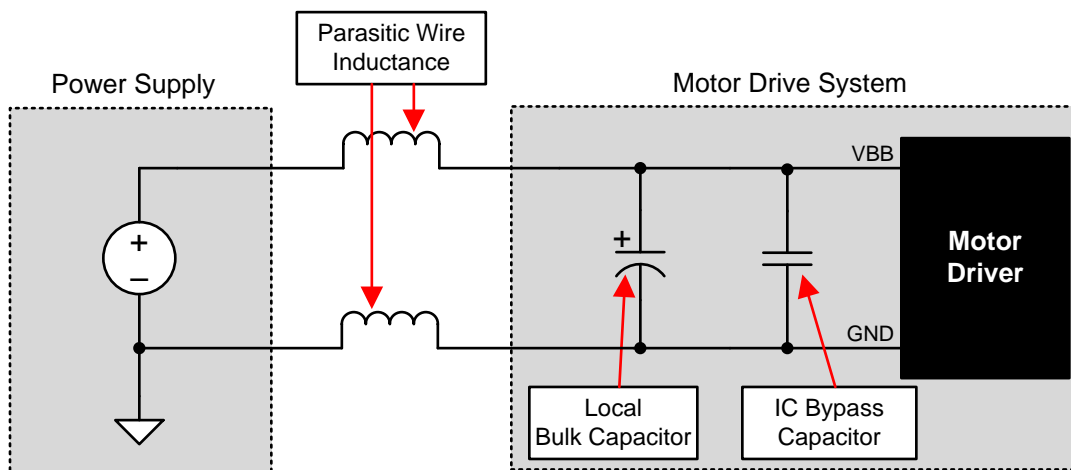 Parasitic Wire
Inductance
Power Supply
Motor Drive System
VBB
+
+
–
Motor
Driver
GND
Local
Bulk Capacitor
IC Bypass
Capacitor